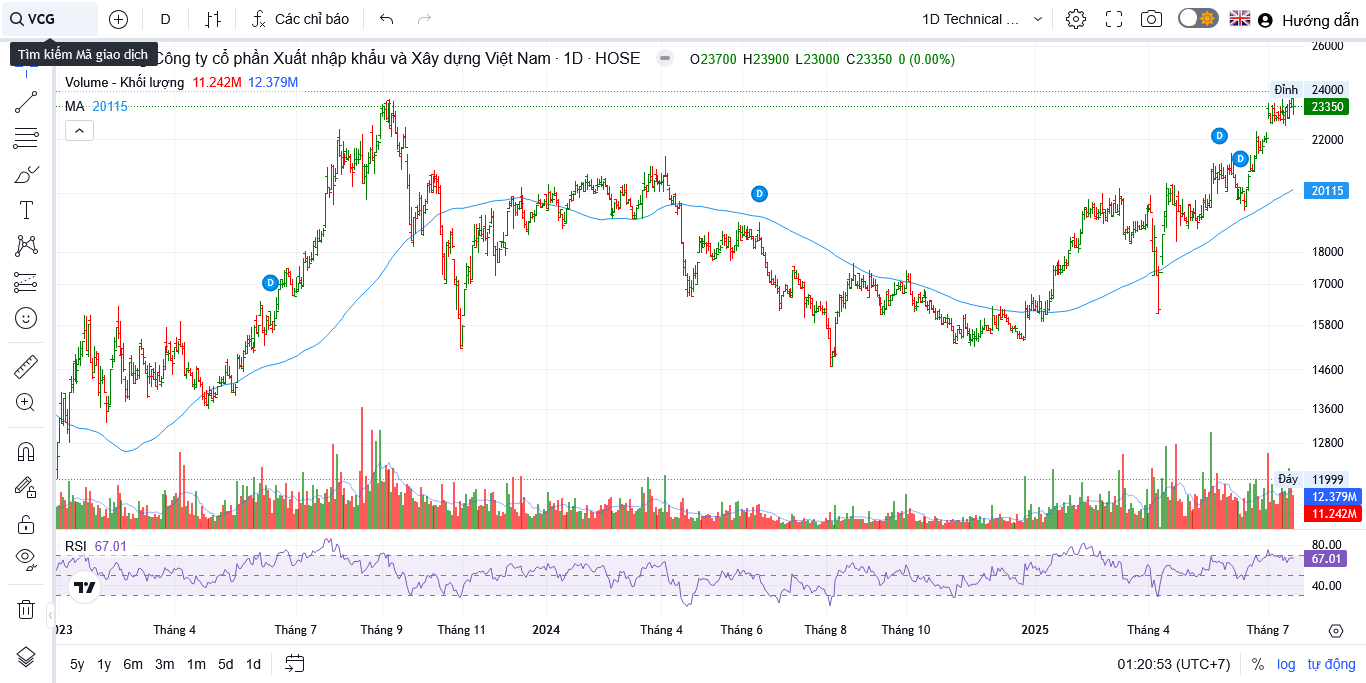 VCG
D
Các chỉ báo
1D Technical ...
Hướng dẫn
Tìm kiếm Mã giao dịch
Công ty cổ phần Xuất nhập khẩu và Xây dựng Việt Nam · 1D · HOSE
O23700 H23900 L23000 C23350 0 (0.00%)
Volume - Khối lượng 11.242M 12.379M
MA 20115
26000
Đỉnh 24000
23350
22000
20115
18000
17000
15800
14600
13600
12800
Đáy 11999
12.379M
11.242M
D
D
D
D
RSI 67.01
80.00
67.01
40.00
023 Tháng 4 Tháng 7 Tháng 9 Tháng 11 2024 Tháng 4 Tháng 6 Tháng 8 Tháng 10 2025 Tháng 4 Tháng 7
5y 1y 6m 3m 1m 5d 1d
01:20:53 (UTC+7) % log tự động